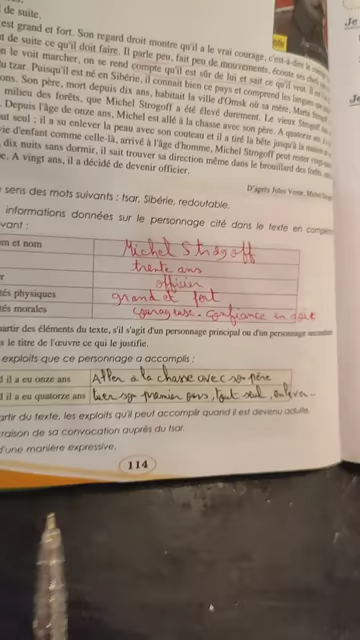 de suite.
est grand et fort. Son regard droit montre qu'il a le vrai courage, c'est-à-dire le
de suite ce qu'il doit faire. Il parle peu, fait peu de mouvements, écoute ses
le voit marcher, on se rend compte qu'il est sûr de lui et sait ce qu'il veut.
du tzar. Puisqu'il est né en Sibérie, il connaît bien ce pays et comprend les langues
ons. Son père, mort depuis dix ans, habitait la ville d'Omsk où sa mère, Marfa
milieu des forêts, que Michel Strogoff a été élevé durement. Le vieux
Depuis l'âge de onze ans, Michel est allé à la chasse avec son père. A quatorze ans
out seul ; il a su enlever la peau avec son couteau et il a tiré la bête jusqu'à la maison
vie d'enfant comme celle-là, arrivé à l'âge d'homme, Michel Strogoff peut rester
dix nuits sans dormir, il sait trouver sa direction même dans le brouillard des forêts
e. A vingt ans, il a décidé de devenir officier.
D'après Jules Verne, Michel
sens des mots suivants : tsar, Sibérie, redoutable.
informations données sur le personnage cité dans le texte en
vant :
m et nom Michel Strogoff
trente ans
r officier
tés physiques grand et fort
tés morales courageuse. confiance en
partir des éléments du texte, s'il s'agit d'un personnage principal ou d'un personnage secondaire
s le titre de l'œuvre ce qui le justifie.
exploits que ce personnage a accomplis :
d il a eu onze ans Aller a la chasse avec son père
d il a eu quatorze ans tuer son premier ours, tout seul, enlever..
partir du texte, les exploits qu'il peut accomplir quand il est devenu adulte.
raison de sa convocation auprès du tsar.
d'une manière expressive.
114
Je
Je